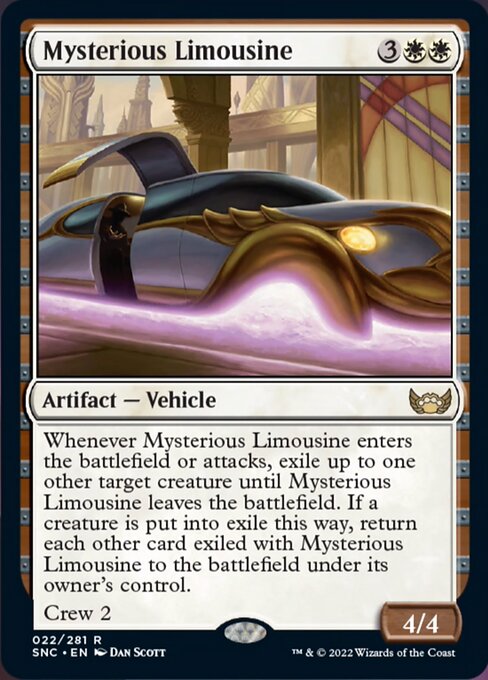 Mysterious Limousine 3
Artifact — Vehicle
Whenever Mysterious Limousine enters
the battlefield or attacks, exile up to one
other target creature until Mysterious
Limousine leaves the battlefield. If a
creature is put into exile this way, return
each other card exiled with Mysterious
Limousine to the battlefield under its
owner's control.
Crew 2
4/4
022/281 R
SNC • EN Dan Scott
™ & © 2022 Wizards of the Coast